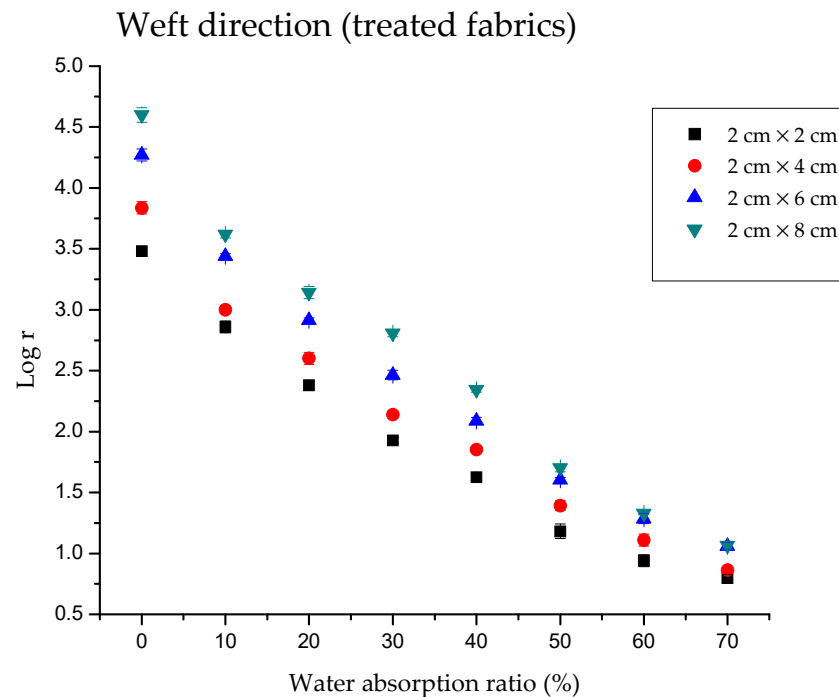 Weft direction (treated fabrics)
5.0
4.5
4.0
3.5
3.0
2.5
2.0
1.5
1.0
0.5
Log r
2 cm × 2 cm
2 cm × 4 cm
2 cm × 6 cm
2 cm × 8 cm
0 10 20 30 40 50 60 70
Water absorption ratio (%)